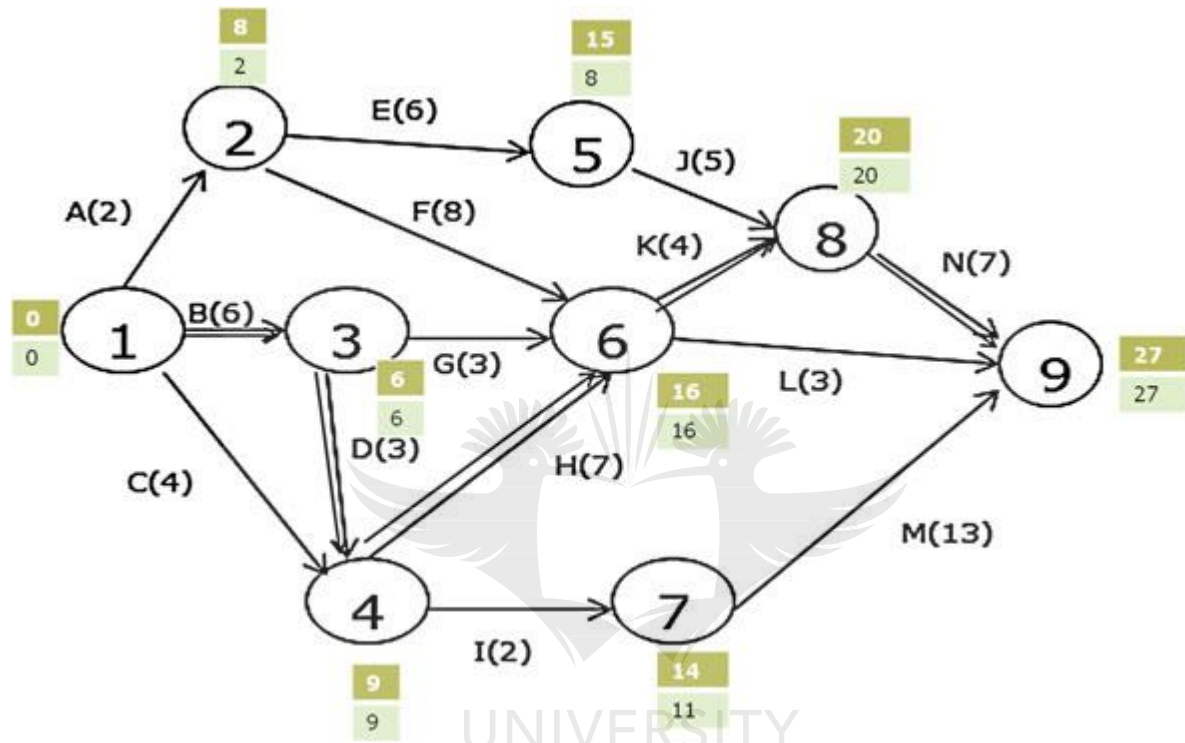 8
2
15
8
E(6)
2
5
20
20
J(5)
A(2)
F(8)
K(4)
8
N(7)
0
0
1
B(6)
3
G(3)
6
6
6
16
16
L(3)
9
27
27
C(4)
D(3)
H(7)
M(13)
4
7
I(2)
9
9
14
11
UNIVERSITY